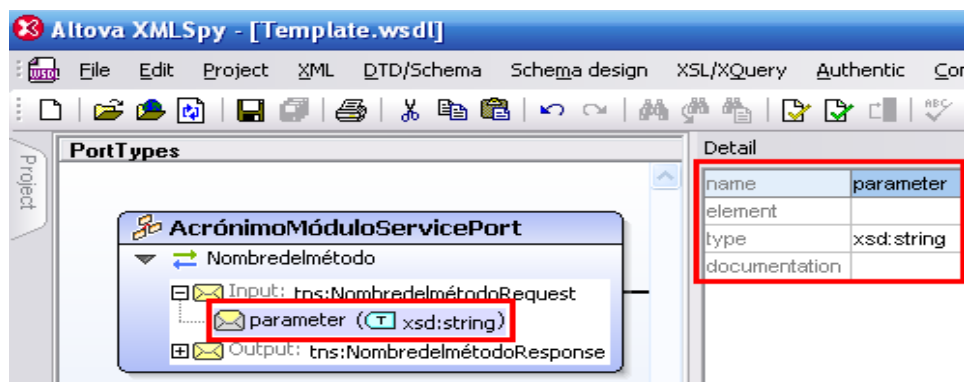 Altova XMLSpy - [Template.wsdl]
File Edit Project XML DTD/Schema Schema design XSL/XQuery Authentic
Project
PortTypes
AcrónimoMóduloServicePort
Nombredelmétodo
Input: tns:NombredelmétodoRequest
parameter (T xsd:string)
Output: tns:NombredelmétodoResponse
Detail
name parameter
element
type xsd:string
documentation